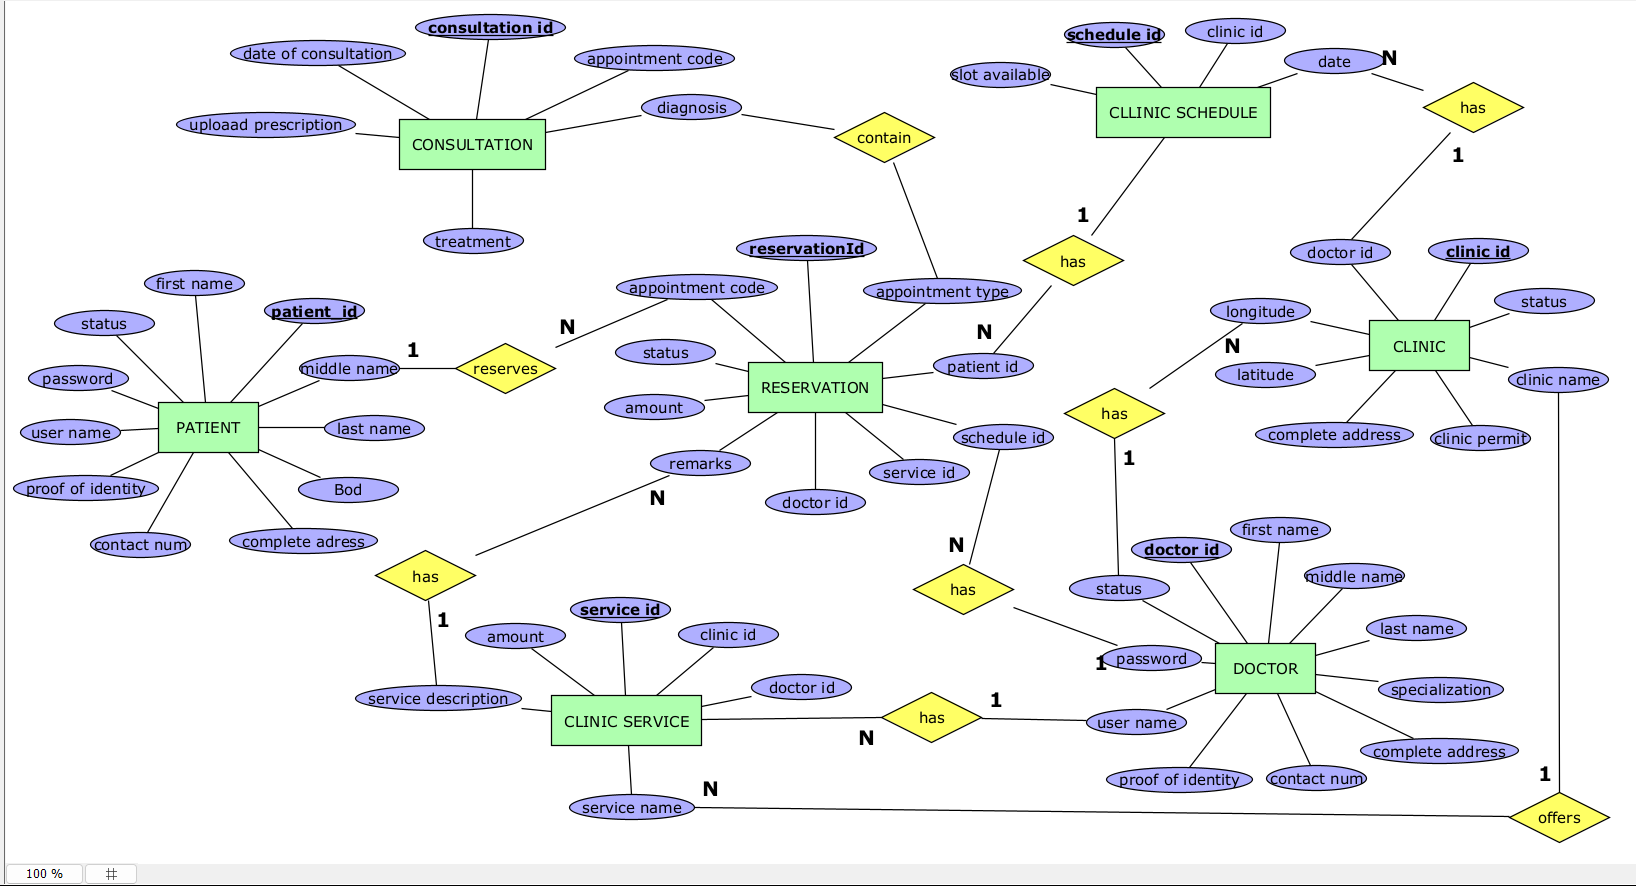 consultation id
date of consultation
appointment code
uploaad prescription
diagnosis
CONSULTATION
treatment
contain
schedule id
clinic id
slot available
date
N
CLLINIC SCHEDULE
has
1
1
has
N
doctor id
clinic id
longitude
status
N
CLINIC
latitude
clinic name
complete address
clinic permit
first name
patient_id
status
middle name
1
password
user name
PATIENT
last name
proof of identity
Bod
contact num
complete adress
reserves
N
reservationId
appointment code
appointment type
status
RESERVATION
patient id
amount
schedule id
remarks
service id
doctor id
N
has
1
has
1
N
has
1
doctor id
first name
status
middle name
last name
password
DOCTOR
specialization
user name
complete address
proof of identity
contact num
service id
amount
clinic id
service description
doctor id
CLINIC SERVICE
has
1
N
service name
N
1
offers
100 %